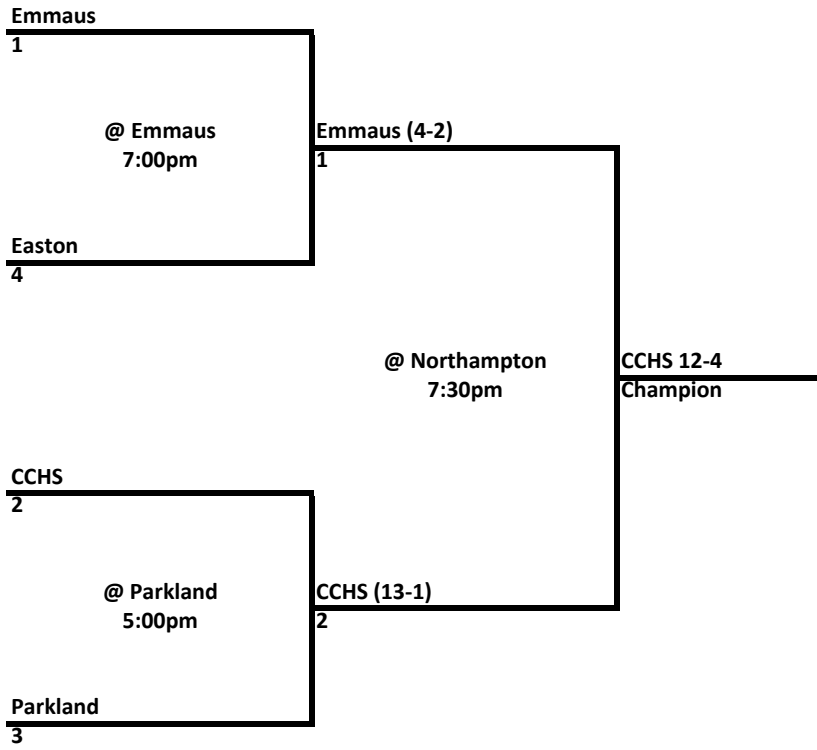 Emmaus
1
@ Emmaus
7:00pm
Emmaus (4-2)
1
Easton
4
@ Northampton
7:30pm
CCHS 12-4
Champion
CCHS
2
@ Parkland
5:00pm
CCHS (13-1)
2
Parkland
3